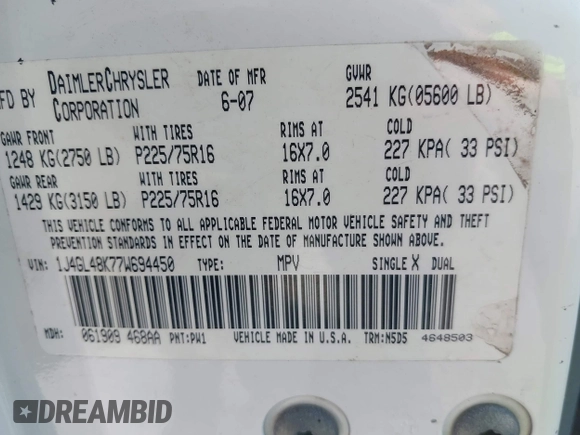 MFD BY DAIMLERCHRYSLER CORPORATION DATE OF MFR 6-07 GVWR 2541 KG(05600 LB)
GAWR FRONT WITH TIRES RIMS AT COLD
1248 KG(2750 LB) P225/75R16 16X7.0 227 KPA( 33 PSI)
GAWR REAR WITH TIRES RIMS AT COLD
1429 KG(3150 LB) P225/75R16 16X7.0 227 KPA( 33 PSI)
THIS VEHICLE CONFORMS TO ALL APPLICABLE FEDERAL MOTOR VEHICLE SAFETY AND THEFT
PREVENTION STANDARDS IN EFFECT ON THE DATE OF MANUFACTURE SHOWN ABOVE.
VIN: 1J4GL48K77W694450 TYPE: MPV SINGLE X DUAL
MDH: 061909 468AA PNT:PW1 VEHICLE MADE IN U.S.A. TRM:N5D5 4648503
DREAMBID